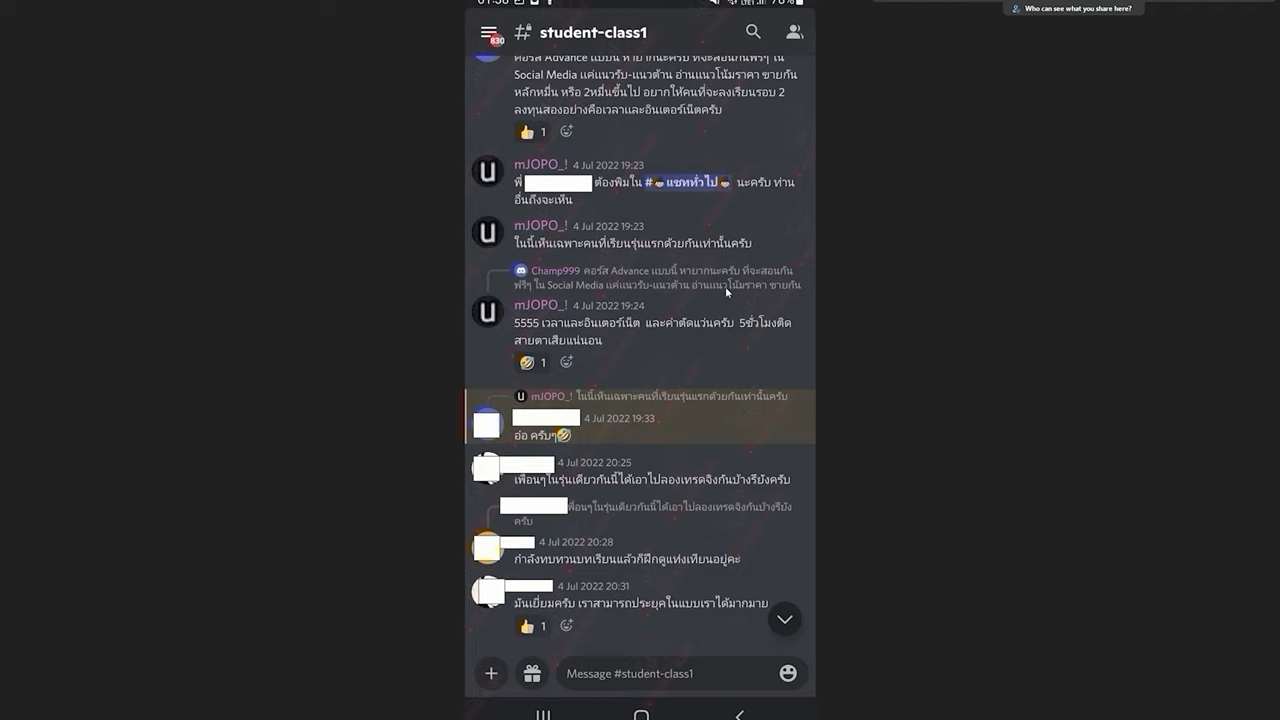 Who can see what you share here?
830
student-class1
คอร์ส Advance แบบนี้ หายากนะครับ ที่จะสอนกันฟรีๆ ใน
Social Media แค่แนวรับ-แนวต้าน อ่านแนวโน้มราคา ขายกัน
หลักหมื่น หรือ 2หมื่นขึ้นไป อยากให้คนที่จะลงเรียนรอบ 2
ลงทุนสองอย่างคือเวลาและอินเตอร์เน็ตครับ
1
mJOPO_! 4 Jul 2022 19:23
พี่ ต้องพิมใน #แชททั่วไป นะครับ ท่าน
อื่นถึงจะเห็น
mJOPO_! 4 Jul 2022 19:23
ในนี้เห็นเฉพาะคนที่เรียนรุ่นแรกด้วยกันเท่านั้นครับ
Champ999 คอร์ส Advance แบบนี้ หายากนะครับ ที่จะสอนกัน
ฟรีๆ ใน Social Media แค่แนวรับ-แนวต้าน อ่านแนวโน้มราคา ขายกัน
mJOPO_! 4 Jul 2022 19:24
5555 เวลาและอินเตอร์เน็ต และค่าตัดแว่นครับ 5ชั่วโมงติด
สายตาเสียแน่นอน
1
mJOPO_! ในนี้เห็นเฉพาะคนที่เรียนรุ่นแรกด้วยกันเท่านั้นครับ
4 Jul 2022 19:33
อ๋อ ครับๆ
4 Jul 2022 20:25
เพื่อนๆในรุ่นเดียวกันนี้ได้เอาไปลองเทรดจิงกันบ้างรึยังครับ
พื่อนๆในรุ่นเดียวกันนี้ได้เอาไปลองเทรดจิงกันบ้างรึยัง
ครับ
4 Jul 2022 20:28
กำลังทบทวนบทเรียนแล้วก็ฝึกดูแท่งเทียนอยู่คะ
4 Jul 2022 20:31
มันเยี่ยมครับ เราสามารถประยุคในแบบเราได้มากมาย
1
Message #student-class1